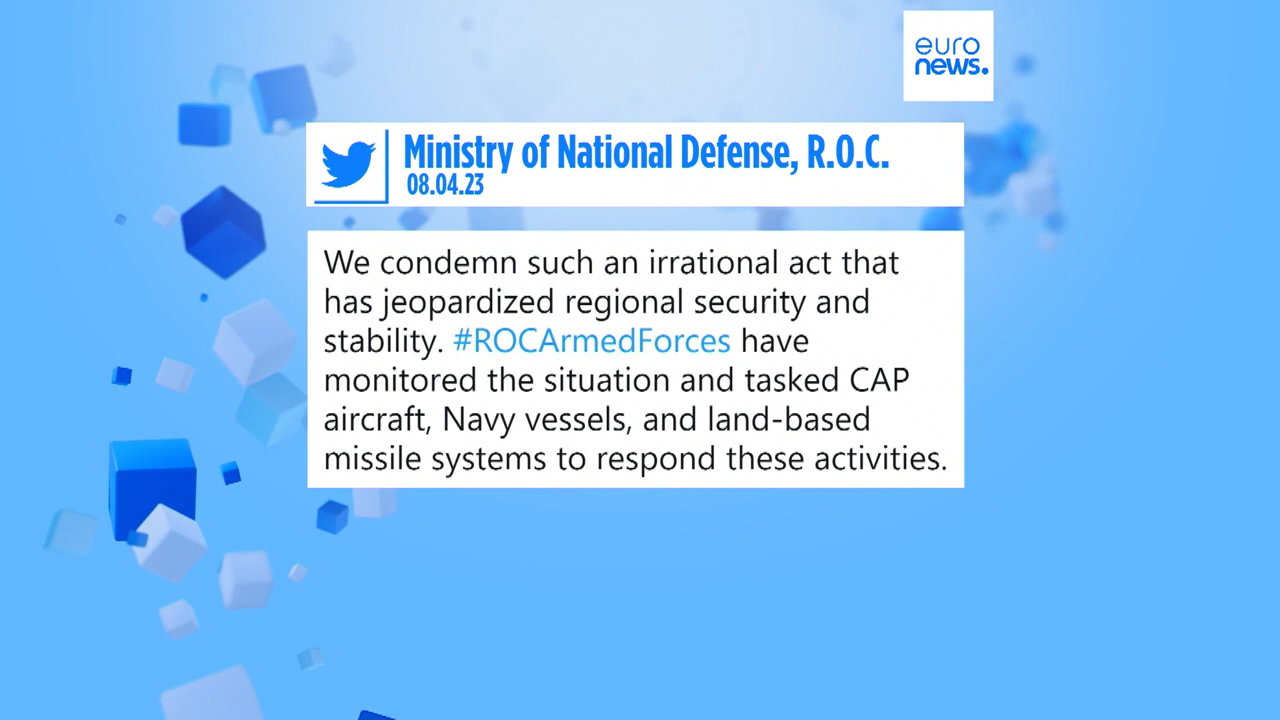 euro
news.
Ministry of National Defense, R.O.C.
08.04.23
We condemn such an irrational act that
has jeopardized regional security and
stability. #ROCArmedForces have
monitored the situation and tasked CAP
aircraft, Navy vessels, and land-based
missile systems to respond these activities.